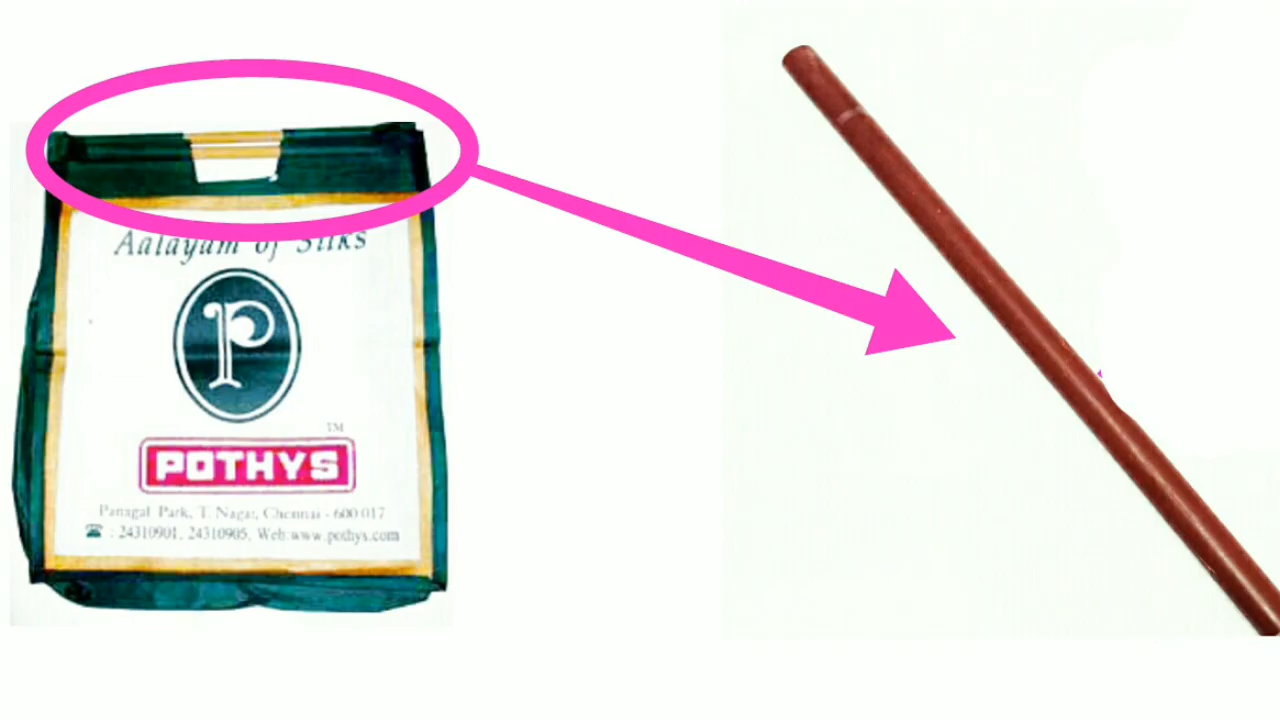 Aalayam of Silks
P
TM
POTHYS
Panagal Park, T. Nagar, Chennai - 600 017
☎ : 24310901, 24310905, Web:www.pothys.com